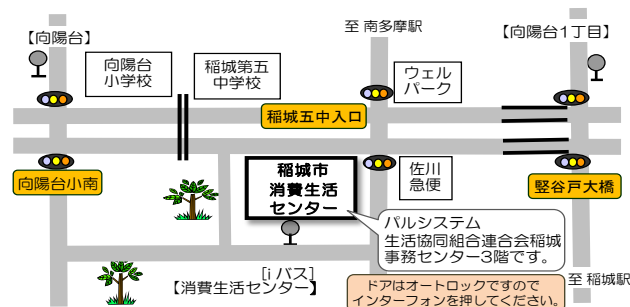 至 南多摩駅
【向陽台】
【向陽台1丁目】
向陽台
小学校
稲城第五
中学校
ウェル
パーク
稲城五中入口
向陽台小南
稲城市
消費生活
センター
佐川
急便
竪谷戸大橋
パルシステム
生活協同組合連合会稲城
事務センター3階です。
[i バス]
【消費生活センター】
至 稲城駅
ドアはオートロックですので
インターフォンを押してください。